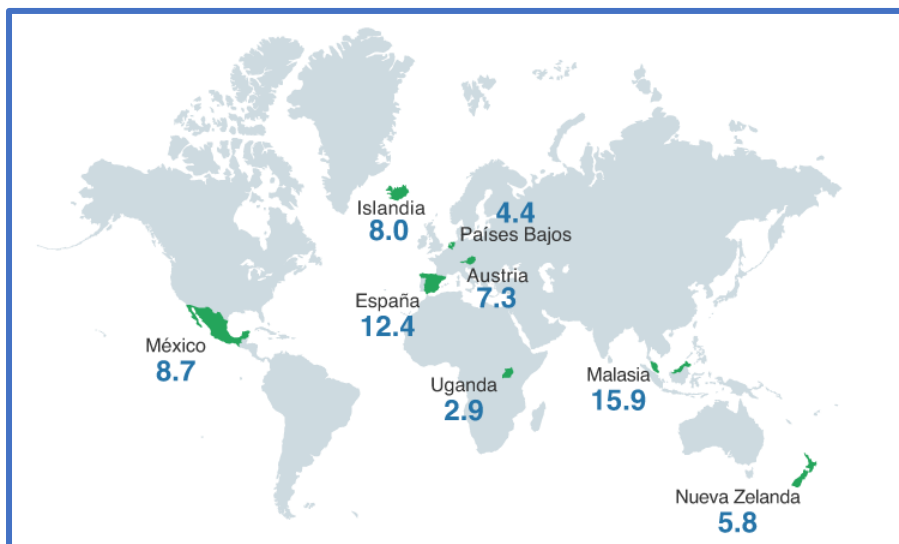 Islandia
8.0
4.4
Países Bajos
Austria
7.3
España
12.4
México
8.7
Uganda
2.9
Malasia
15.9
Nueva Zelanda
5.8